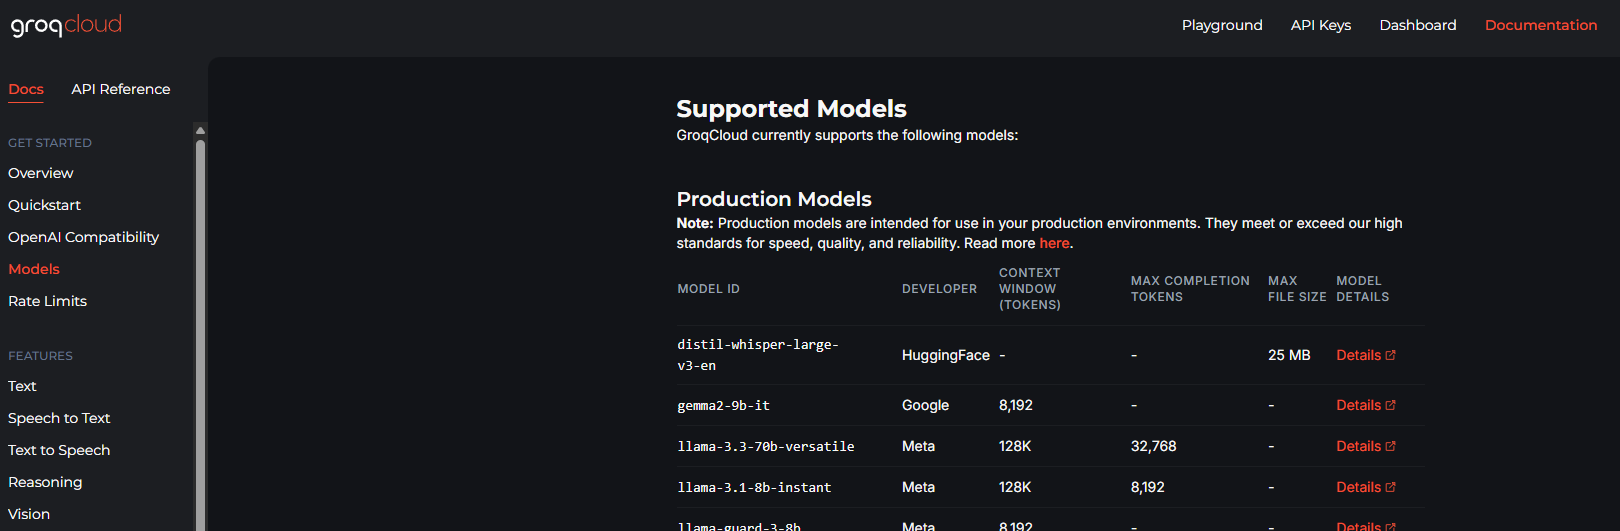 groqcloud
Playground API Keys Dashboard Documentation
Docs API Reference
GET STARTED
Overview
Quickstart
OpenAI Compatibility
Models
Rate Limits
FEATURES
Text
Speech to Text
Text to Speech
Reasoning
Vision
Supported Models
GroqCloud currently supports the following models:
Production Models
Note: Production models are intended for use in your production environments. They meet or exceed our high
standards for speed, quality, and reliability. Read more here.
MODEL ID DEVELOPER CONTEXT WINDOW (TOKENS) MAX COMPLETION TOKENS MAX FILE SIZE MODEL DETAILS
distil-whisper-large-v3-en HuggingFace - - 25 MB Details
gemma2-9b-it Google 8,192 - - Details
llama-3.3-70b-versatile Meta 128K 32,768 - Details
llama-3.1-8b-instant Meta 128K 8,192 - Details
llama-guard-3-8b Meta 8,192 - - Details